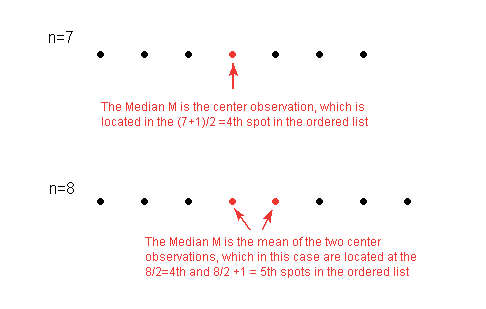 n=7
The Median M is the center observation, which is
located in the (7+1)/2 =4th spot in the ordered list
n=8
The Median M is the mean of the two center
observations, which in this case are located at the
8/2=4th and 8/2 +1 = 5th spots in the ordered list